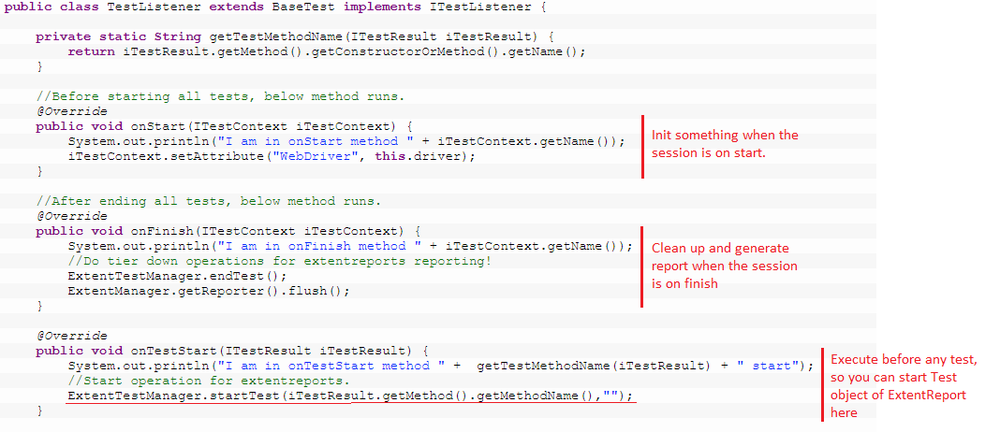 public class TestListener extends BaseTest implements ITestListener {
private static String getTestMethodName(ITestResult iTestResult) {
return iTestResult.getMethod().getConstructorOrMethod().getName();
}
//Before starting all tests, below method runs.
@Override
public void onStart(ITestContext iTestContext) {
System.out.println("I am in onStart method " + iTestContext.getName());
iTestContext.setAttribute("WebDriver", this.driver);
}
Init something when the
session is on start.
//After ending all tests, below method runs.
@Override
public void onFinish(ITestContext iTestContext) {
System.out.println("I am in onFinish method " + iTestContext.getName());
//Do tier down operations for extentreports reporting!
ExtentTestManager.endTest();
ExtentManager.getReporter().flush();
}
Clean up and generate
report when the session
is on finish
@Override
public void onTestStart(ITestResult iTestResult) {
System.out.println("I am in onTestStart method " +  getTestMethodName(iTestResult) + " start");
//Start operation for extentreports.
ExtentTestManager.startTest(iTestResult.getMethod().getMethodName(),"");
}
Execute before any test,
so you can start Test
object of ExtentReport
here